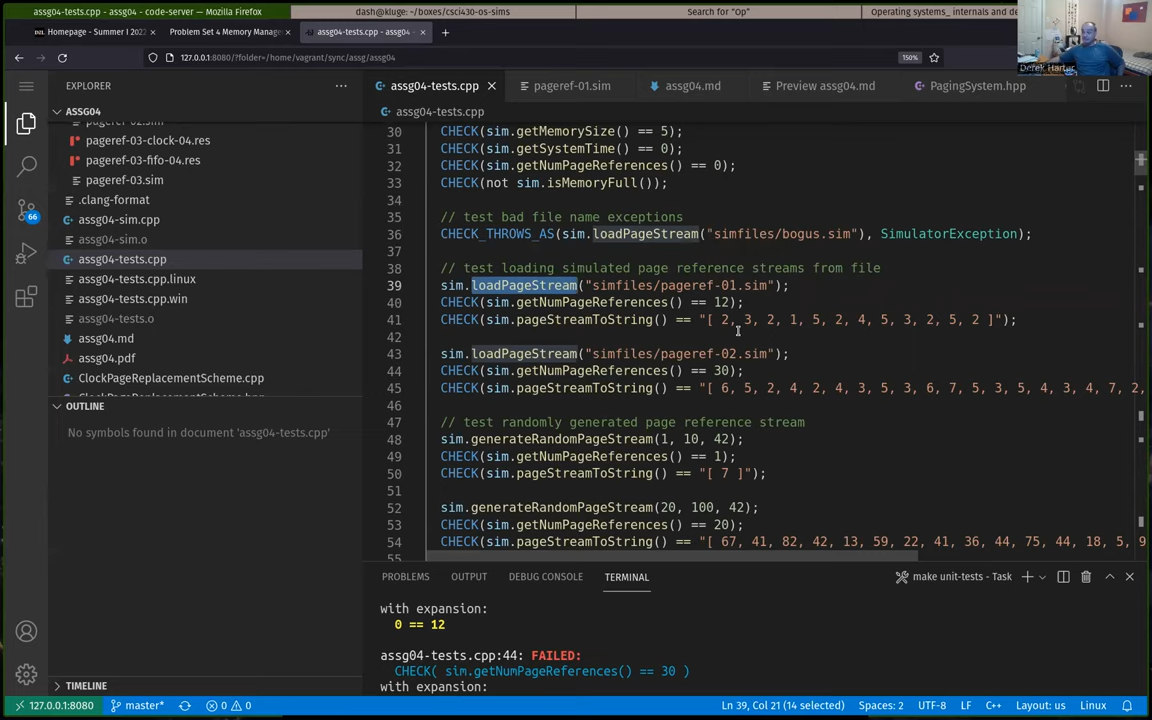 assg04-tests.cpp - assg04 - code-server — Mozilla Firefox
dash@kluge: ~/boxes/csci430-os-sims
Search for "Op"
Operating systems_ internals and de
Homepage - Summer I 202
Problem Set 4 Memory Manage
assg04-tests.cpp - assg04 - co
127.0.0.1:8080/?folder=/home/vagrant/sync/assg/assg04
150%
Derek Harter
EXPLORER
assg04-tests.cpp
pageref-01.sim
assg04.md
Preview assg04.md
PagingSystem.hpp
ASSG04
assg04-tests.cpp
pageref-02.sim
pageref-03-clock-04.res
pageref-03-fifo-04.res
pageref-03.sim
.clang-format
assg04-sim.cpp
assg04-sim.o
assg04-tests.cpp
assg04-tests.cpp.linux
assg04-tests.cpp.win
assg04-tests.o
assg04.md
assg04.pdf
ClockPageReplacementScheme.cpp
ClockPageReplacementScheme.hpp
66
OUTLINE
No symbols found in document 'assg04-tests.cpp'
TIMELINE
30 CHECK(sim.getMemorySize() == 5);
31 CHECK(sim.getSystemTime() == 0);
32 CHECK(sim.getNumPageReferences() == 0);
33 CHECK(not sim.isMemoryFull());
34
35 // test bad file name exceptions
36 CHECK_THROWS_AS(sim.loadPageStream("simfiles/bogus.sim"), SimulatorException);
37
38 // test loading simulated page reference streams from file
39 sim.loadPageStream("simfiles/pageref-01.sim");
40 CHECK(sim.getNumPageReferences() == 12);
41 CHECK(sim.pageStreamToString() == "[ 2, 3, 2, 1, 5, 2, 4, 5, 3, 2, 5, 2 ]");
42
43 sim.loadPageStream("simfiles/pageref-02.sim");
44 CHECK(sim.getNumPageReferences() == 30);
45 CHECK(sim.pageStreamToString() == "[ 6, 5, 2, 4, 2, 4, 3, 5, 3, 6, 7, 5, 3, 5, 4, 3, 4, 7, 2,
46
47 // test randomly generated page reference stream
48 sim.generateRandomPageStream(1, 10, 42);
49 CHECK(sim.getNumPageReferences() == 1);
50 CHECK(sim.pageStreamToString() == "[ 7 ]");
51
52 sim.generateRandomPageStream(20, 100, 42);
53 CHECK(sim.getNumPageReferences() == 20);
54 CHECK(sim.pageStreamToString() == "[ 67, 41, 82, 42, 13, 59, 22, 41, 36, 44, 75, 44, 18, 5, 9
55
PROBLEMS
OUTPUT
DEBUG CONSOLE
TERMINAL
make unit-tests - Task
with expansion:
0 == 12
assg04-tests.cpp:44: FAILED:
CHECK( sim.getNumPageReferences() == 30 )
with expansion:
127.0.0.1:8080
master*
0
0
Ln 39, Col 21 (14 selected)
Spaces: 2
UTF-8
LF
C++
Layout: us
Linux